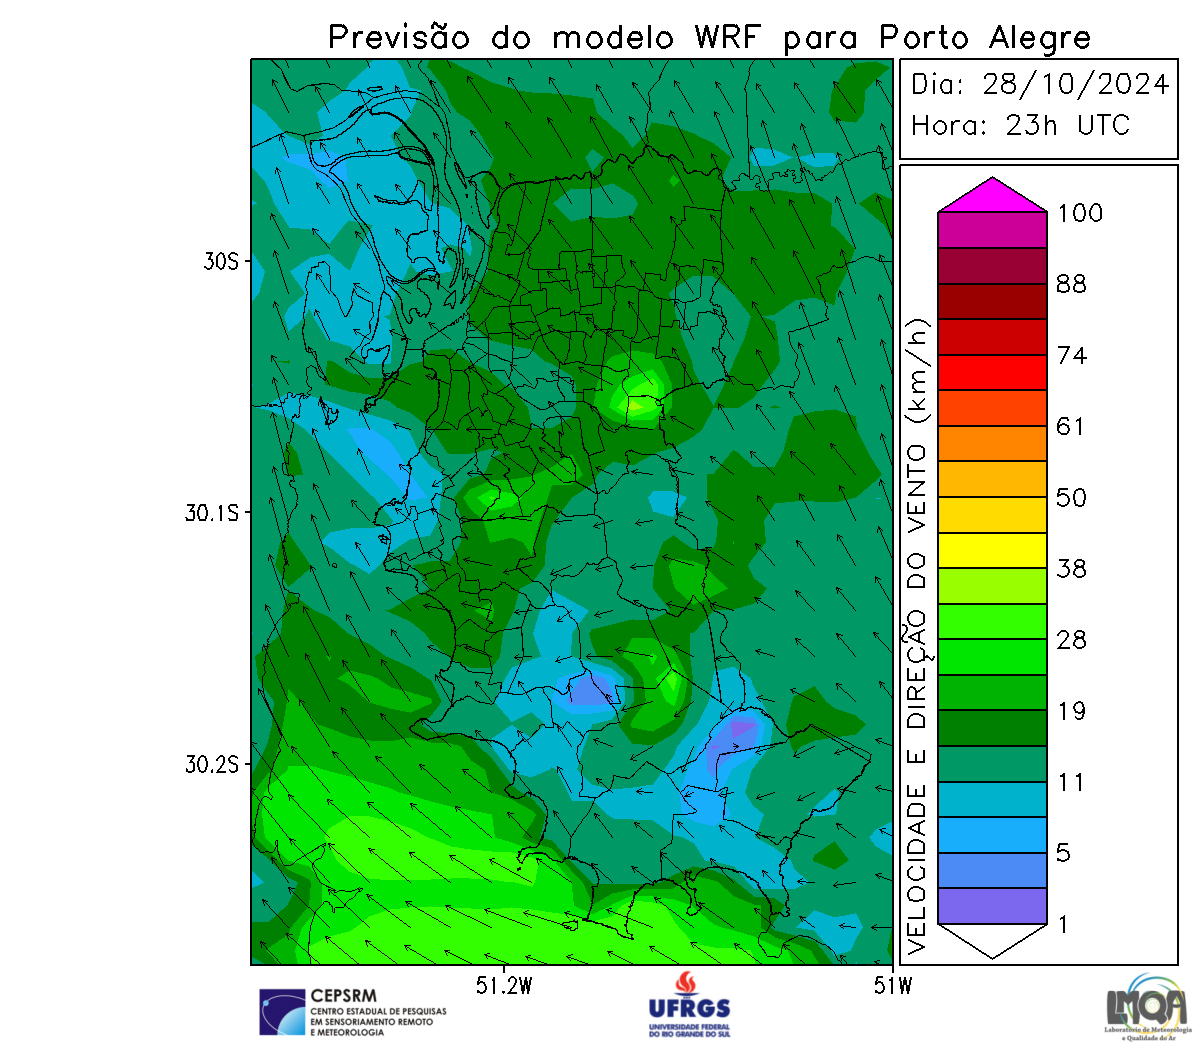 Previsão do modelo WRF para Porto Alegre
Dia: 28/10/2024
Hora: 23h UTC
30S
30.1S
30.2S
51.2W
51W
VELOCIDADE E DIREÇÃO DO VENTO (km/h)
100
88
74
61
50
38
28
19
11
5
1
CEPSRM
CENTRO ESTADUAL DE PESQUISAS
EM SENSORIAMENTO REMOTO
E METEOROLOGIA
UFRGS
UNIVERSIDADE FEDERAL
DO RIO GRANDE DO SUL
LMQA
Laboratório de Meteorologia
e Qualidade do Ar